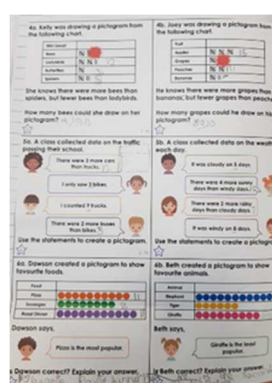 4a. Kelly was drawing a pictogram from
the following chart.
Bees
Ladybirds
Butterflies
Spiders
She knows there were more bees than
spiders, but fewer bees than ladybirds.
How many bees could she draw on her
pictogram?
5a. A class collected data on the traffic
passing their school.
There were 3 more cars
than trucks.
I only saw 2 bikes.
I counted 9 trucks.
There were 2 more buses
than bikes.
Use the statements to create a pictogram.
6a. Dawson created a pictogram to show
favourite foods.
Food
Pizza
Sausages
Roast Dinner
Dawson says,
Pizza is the most popular.
Is Dawson correct? Explain your answer.
4b. Joey was drawing a pictogram from
the following chart.
Fruit
Apples
Grapes
Peaches
Bananas
He knows there were more grapes than
bananas, but fewer grapes than peaches.
How many grapes could he draw on his
pictogram?
5b. A class collected data on the weather
each day.
It was cloudy on 5 days.
There were 4 more sunny
days than windy days.
There were 2 more rainy
days than cloudy days.
It was windy on 8 days.
Use the statements to create a pictogram.
6b. Beth created a pictogram to show
favourite animals.
Animal
Elephant
Tiger
Giraffe
Beth says,
Giraffe is the least
popular.
Is Beth correct? Explain your answer.